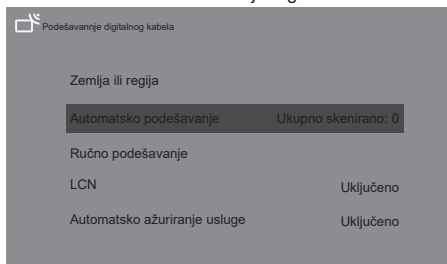 Podešavannje digitalnog kabela
Zemlja ili regija
Automatsko podešavanje Ukupno skenirano: 0
Ručno podešavanje
LCN Uključeno
Automatsko ažuriranje usluge Uključeno